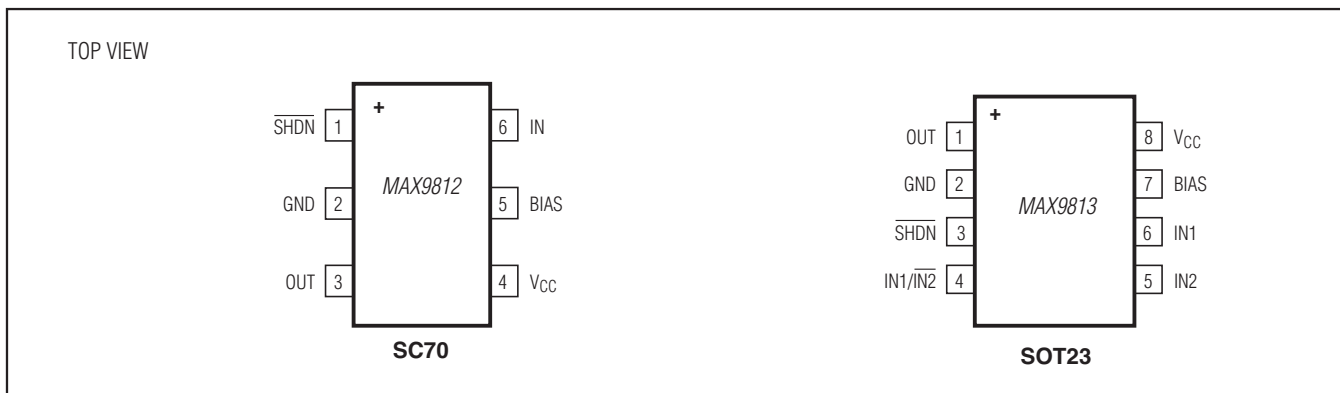 TOP VIEW
+
SHDN 1 6 IN
MAX9812
GND 2 5 BIAS
OUT 3 4 VCC
SC70
+
OUT 1 8 VCC
GND 2 7 BIAS
MAX9813
SHDN 3 6 IN1
IN1/IN2 4 5 IN2
SOT23